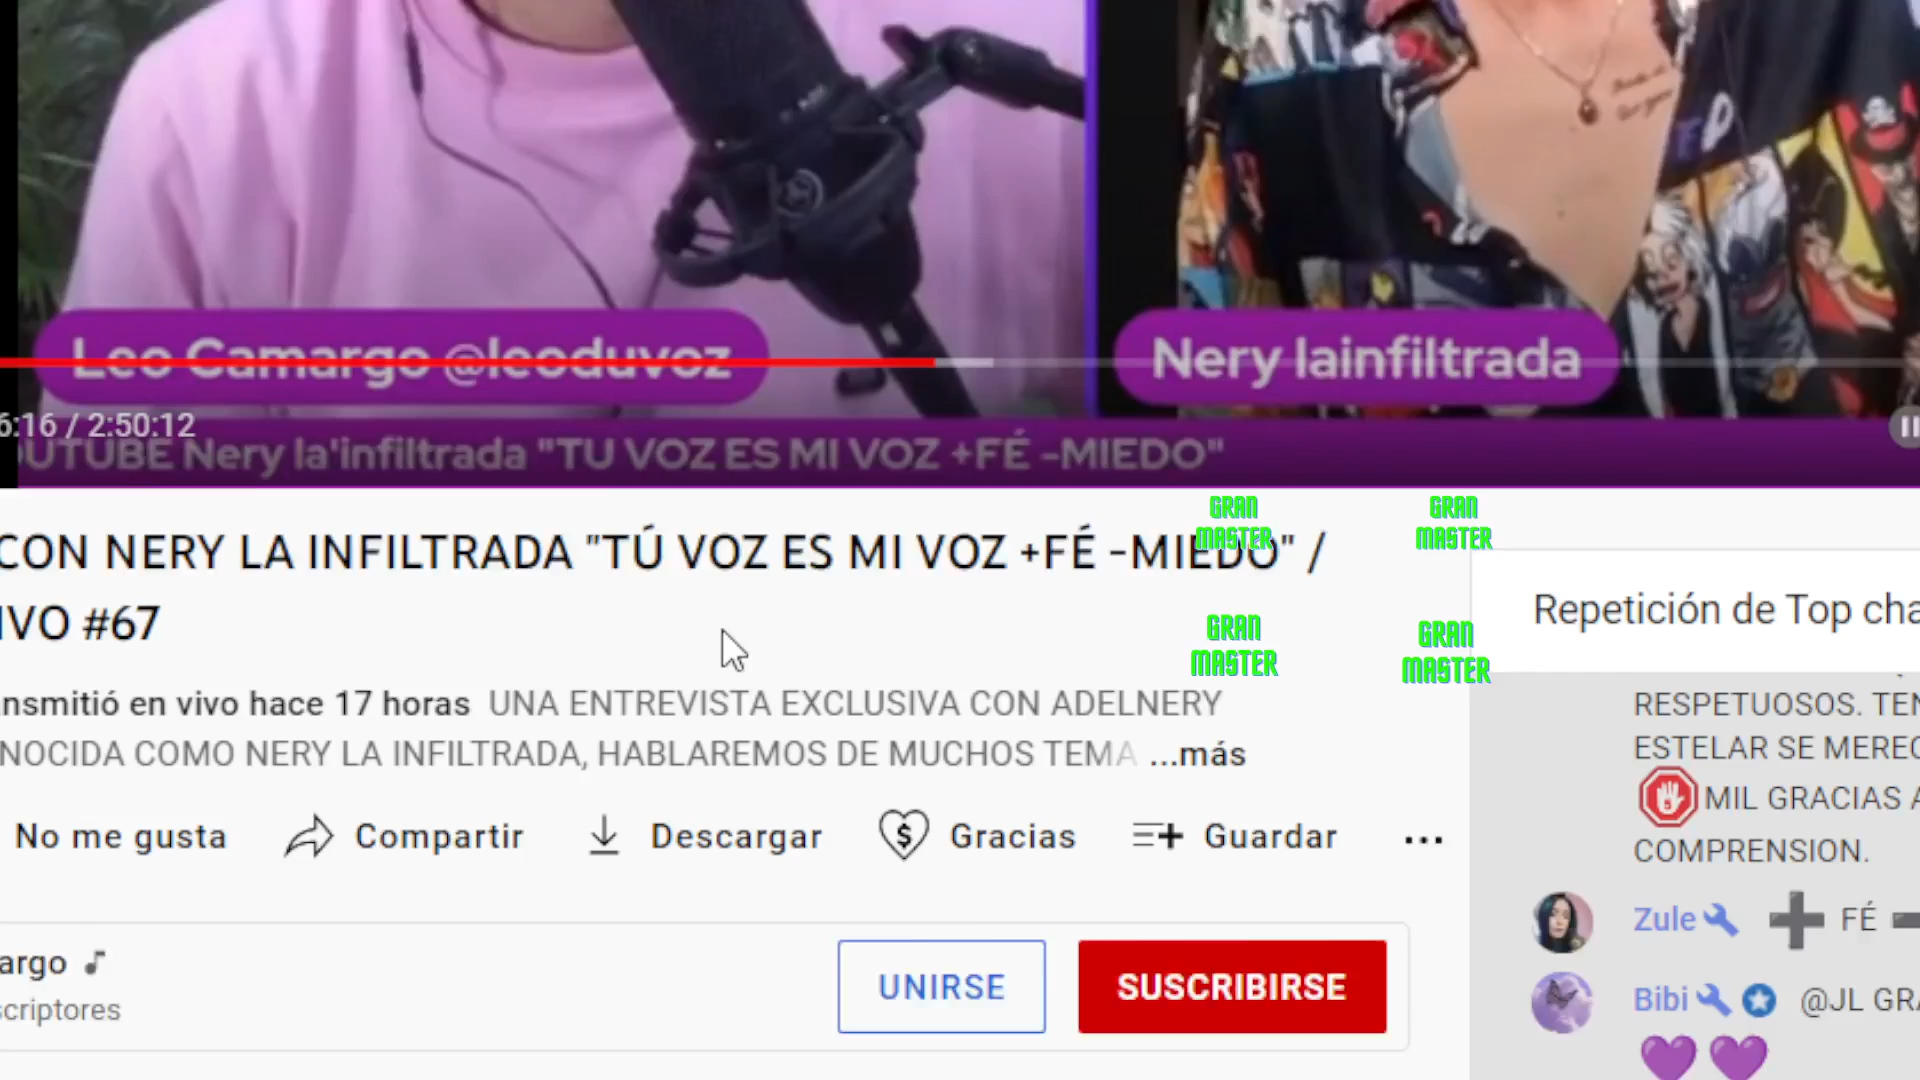 Leo Camargo @leoduvoz
Nery lainfiltrada
6:16 / 2:50:12
OUTUBE Nery la'infiltrada "TU VOZ ES MI VOZ +FÉ -MIEDO"
GRAN
MASTER
GRAN
MASTER
CON NERY LA INFILTRADA "TÚ VOZ ES MI VOZ +FÉ -MIEDO" /
IVO #67
GRAN
MASTER
GRAN
MASTER
Repetición de Top cha
nsmitió en vivo hace 17 horas UNA ENTREVISTA EXCLUSIVA CON ADELNERY
NOCIDA COMO NERY LA INFILTRADA, HABLAREMOS DE MUCHOS TEMA ...más
RESPETUOSOS. TEN
ESTELAR SE MEREC
MIL GRACIAS A
COMPRENSION.
No me gusta Compartir Descargar Gracias Guardar ...
Zule FÉ
argo
scriptores
UNIRSE
SUSCRIBIRSE
Bibi @JL GRA